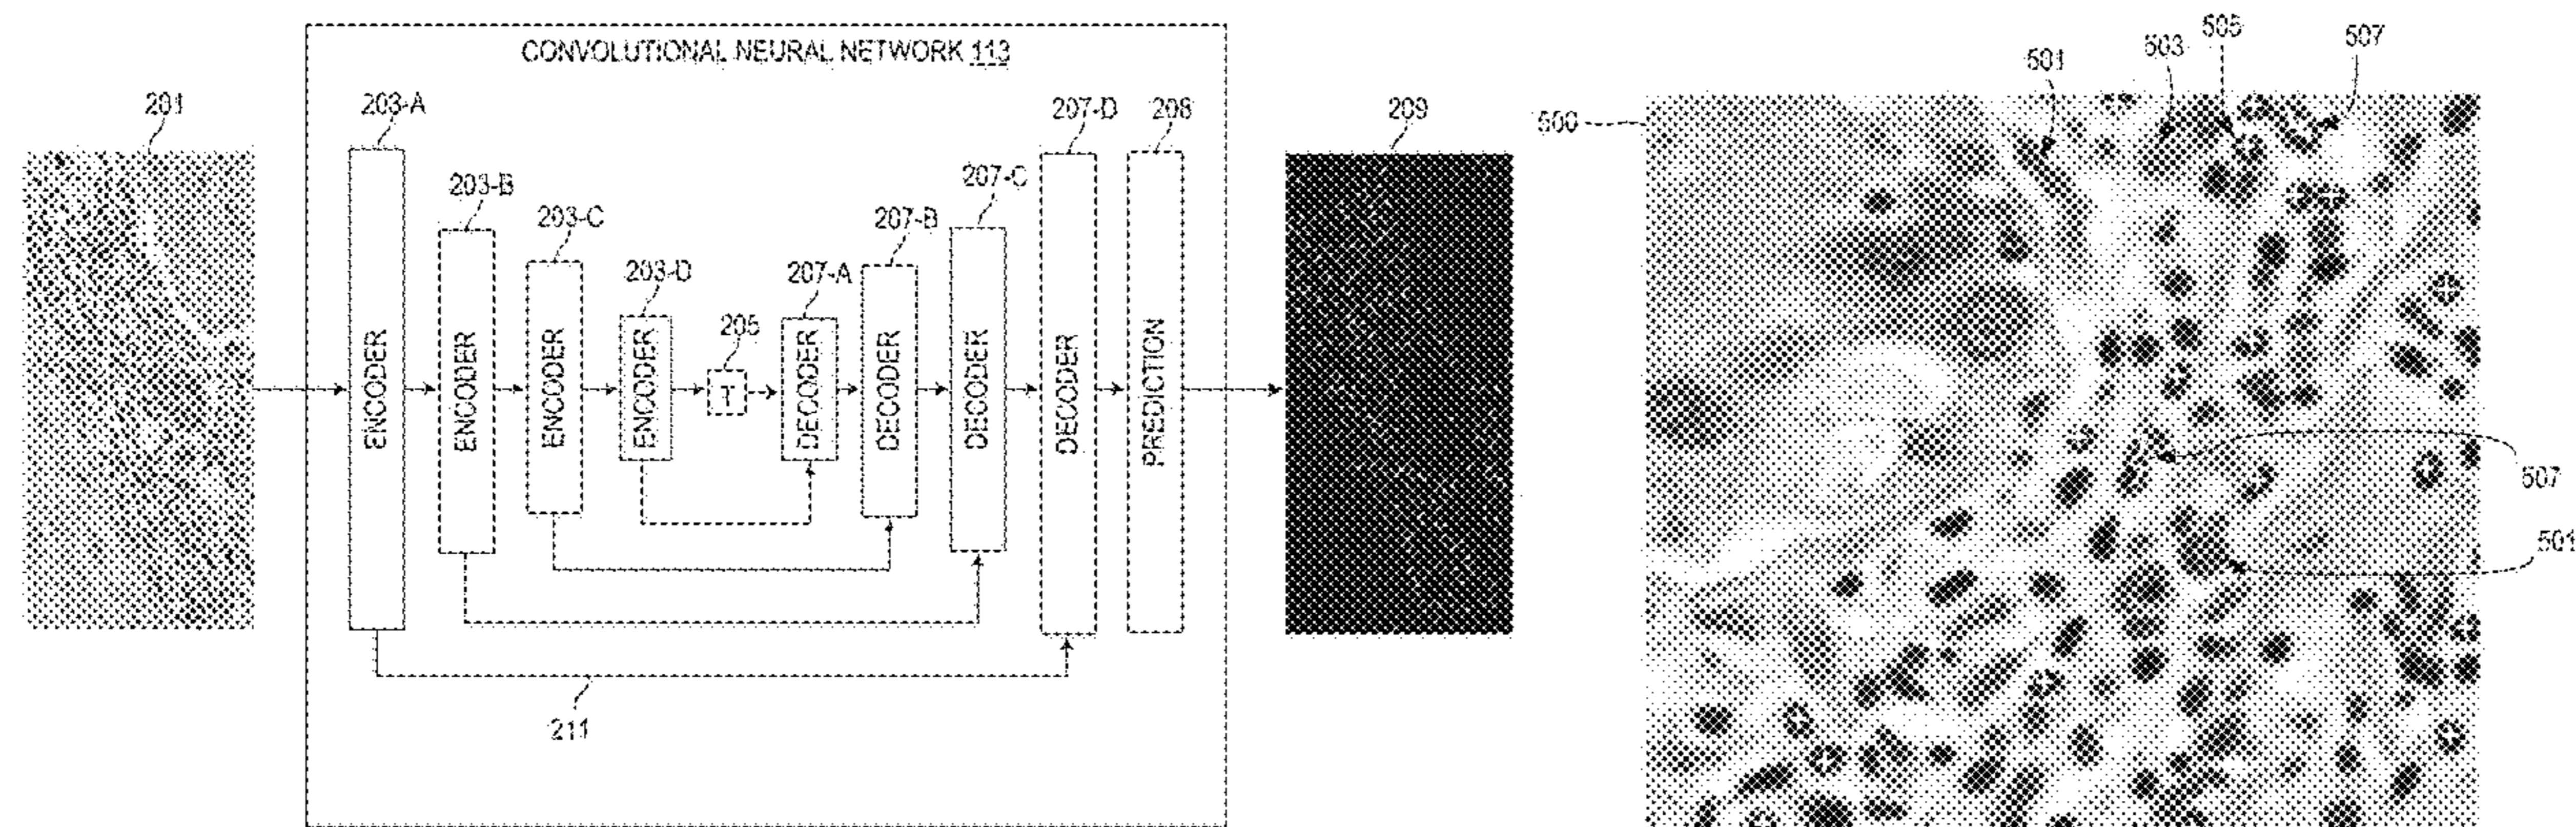 CONVOLUTIONAL NEURAL NETWORK 113
201
203-A
203-B
203-C
203-D
205
207-A
207-B
207-C
207-D
208
209
ENCODER
ENCODER
ENCODER
ENCODER
T
DECODER
DECODER
DECODER
DECODER
PREDICTION
211
500
501
503
505
507
507
501